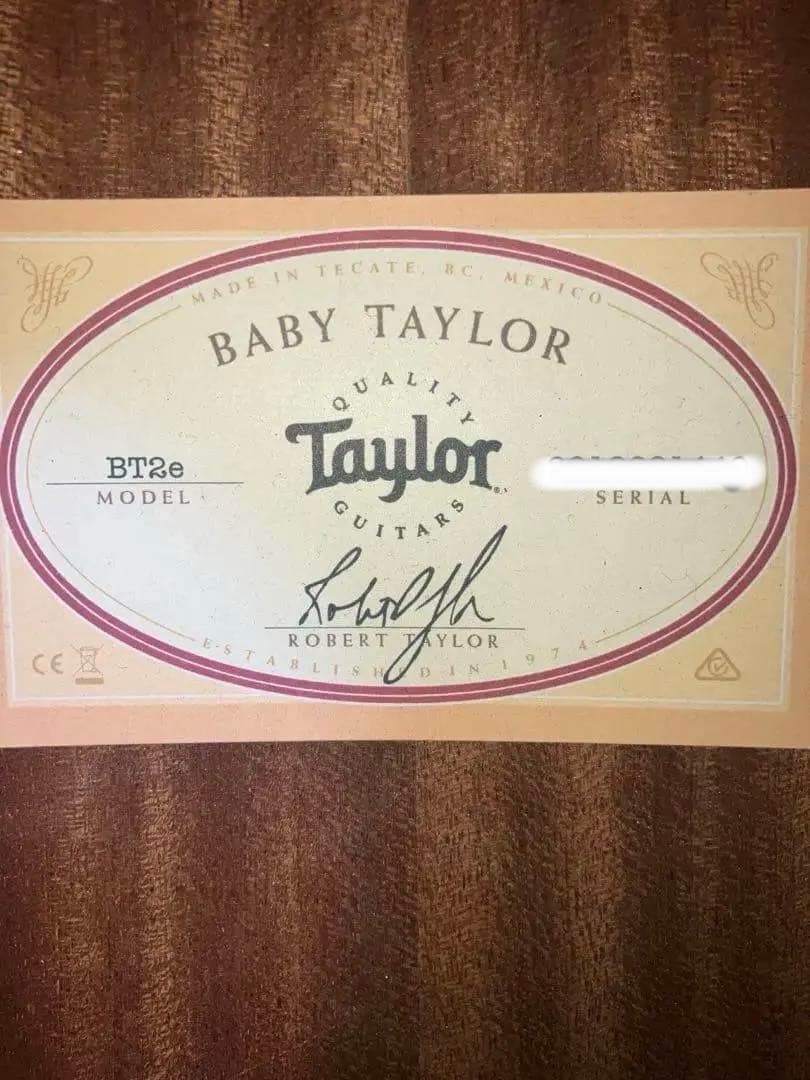 MADE IN TECATE, BC, MEXICO
BABY TAYLOR
QUALITY
Taylor
GUITARS
BT2e
MODEL
SERIAL
ROBERT TAYLOR
ESTABLISHED IN 1974
CE